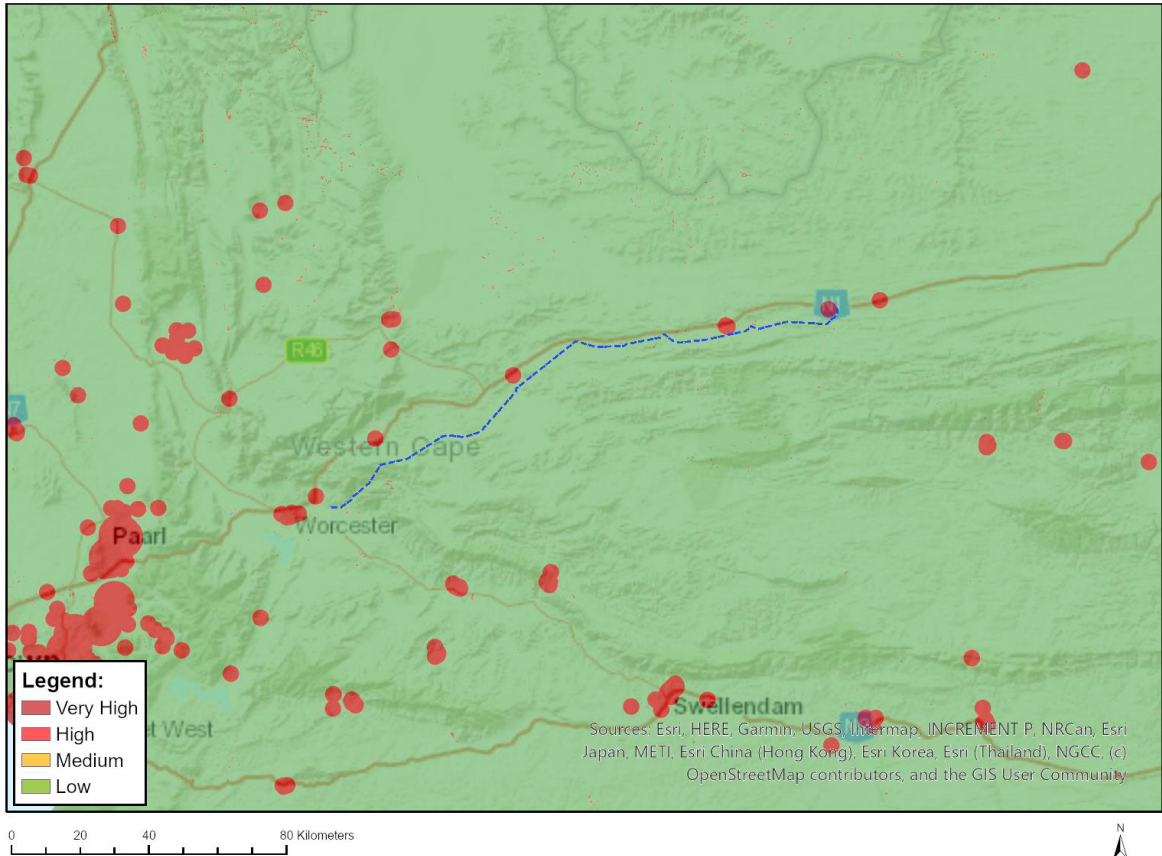 R46
Western Cape
Worcester
Paarl
Swellendam
et West
Legend:
Very High
High
Medium
Low
Sources: Esri, HERE, Garmin, USGS, Intermap, INCREMENT P, NRCan, Esri
Japan, METI, Esri China (Hong Kong), Esri Korea, Esri (Thailand), NGCC, (c)
OpenStreetMap contributors, and the GIS User Community
0 20 40 80 Kilometers
N